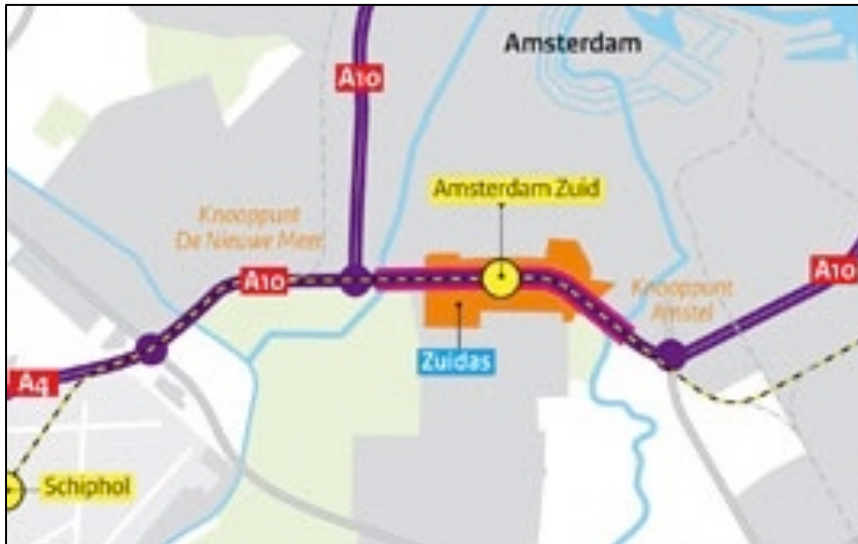 Amsterdam
A10
Amsterdam Zuid
Knooppunt
De Nieuwe Meer
A10
A10
Knooppunt
Amstel
Zuidas
A4
Schiphol